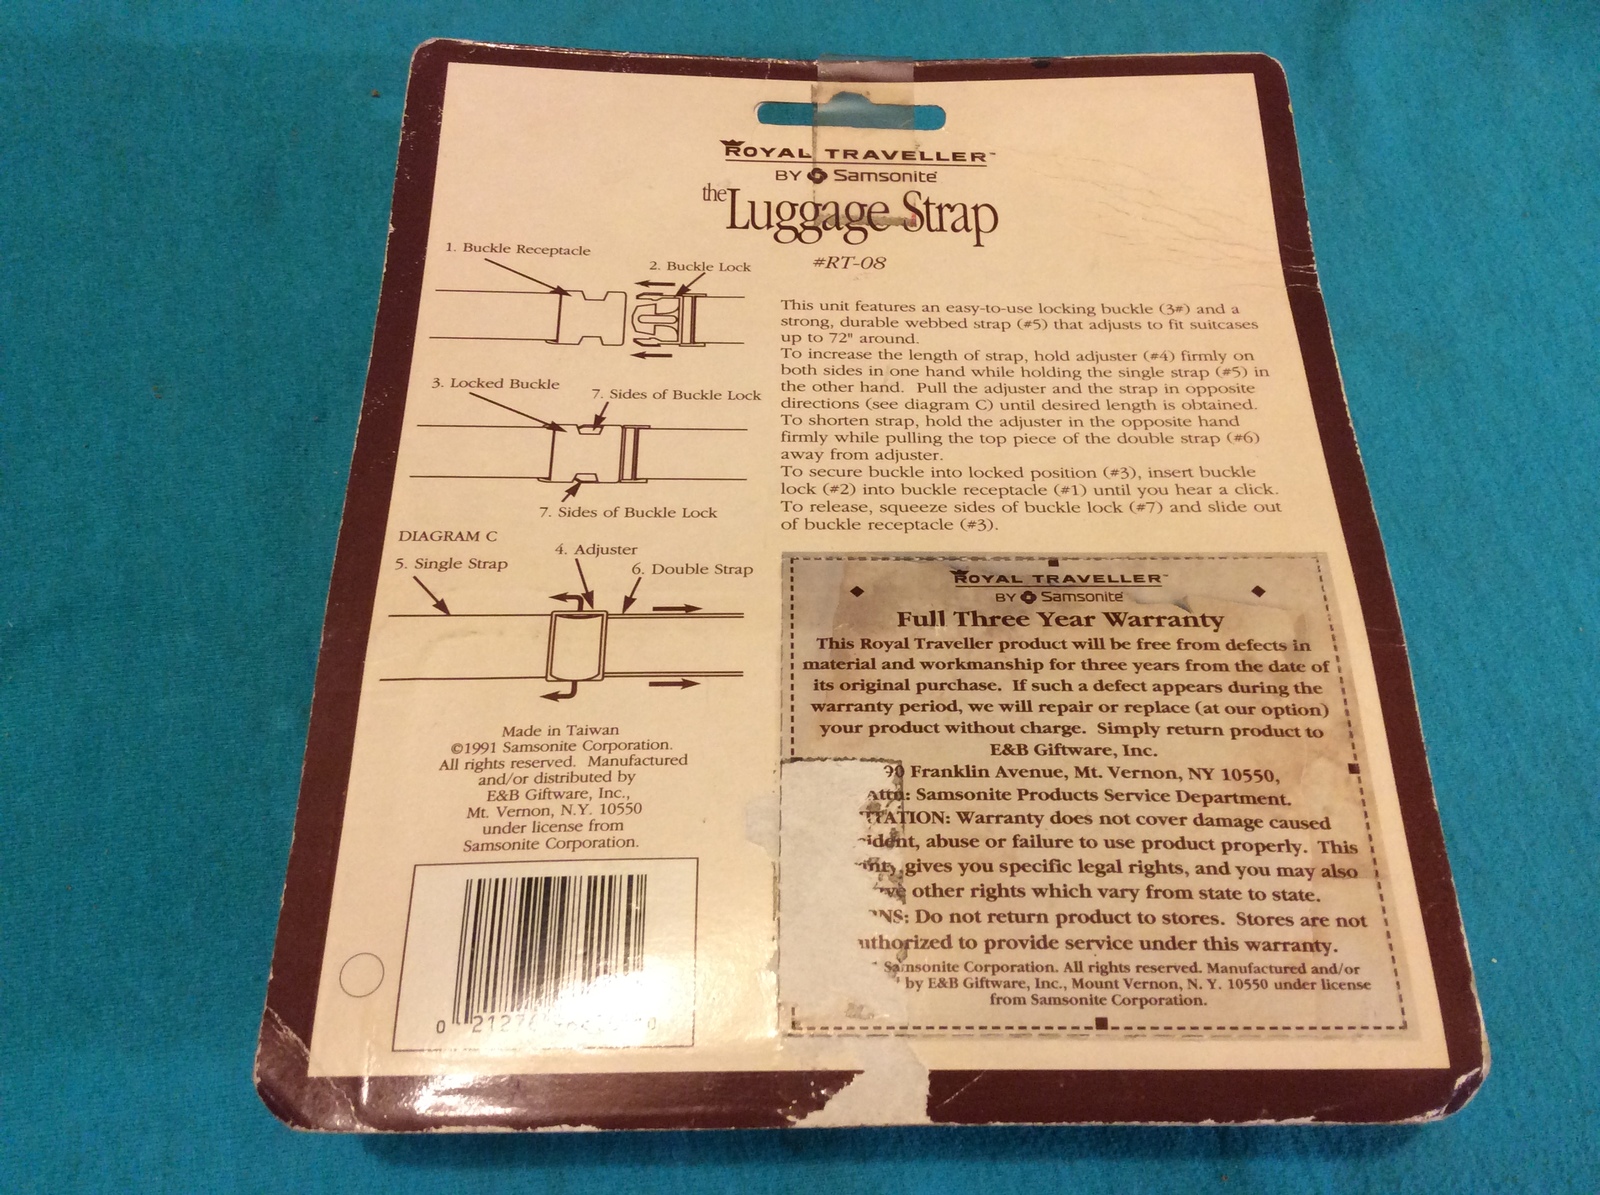 ROYAL TRAVELLER™
BY Samsonite®
the Luggage Strap
#RT-08
1. Buckle Receptacle
2. Buckle Lock
3. Locked Buckle
7. Sides of Buckle Lock
7. Sides of Buckle Lock
DIAGRAM C
4. Adjuster
5. Single Strap
6. Double Strap
Made in Taiwan
©1991 Samsonite Corporation.
All rights reserved. Manufactured
and/or distributed by
E&B Giftware, Inc.,
Mt. Vernon, N.Y. 10550
under license from
Samsonite Corporation.
0
This unit features an easy-to-use locking buckle (3#) and a
strong, durable webbed strap (#5) that adjusts to fit suitcases
up to 72" around.
To increase the length of strap, hold adjuster (#4) firmly on
both sides in one hand while holding the single strap (#5) in
the other hand. Pull the adjuster and the strap in opposite
directions (see diagram C) until desired length is obtained.
To shorten strap, hold the adjuster in the opposite hand
firmly while pulling the top piece of the double strap (#6)
away from adjuster.
To secure buckle into locked position (#3), insert buckle
lock (#2) into buckle receptacle (#1) until you hear a click.
To release, squeeze sides of buckle lock (#7) and slide out
of buckle receptacle (#3).
ROYAL TRAVELLER™
BY Samsonite®
Full Three Year Warranty
This Royal Traveller product will be free from defects in
material and workmanship for three years from the date of
its original purchase. If such a defect appears during the
warranty period, we will repair or replace (at our option)
your product without charge. Simply return product to
E&B Giftware, Inc.
Franklin Avenue, Mt. Vernon, NY 10550,
Attn: Samsonite Products Service Department.
Warranty does not cover damage caused
abuse or failure to use product properly. This
gives you specific legal rights, and you may also
other rights which vary from state to state.
Do not return product to stores. Stores are not
authorized to provide service under this warranty.
Samsonite Corporation. All rights reserved. Manufactured and/or
by E&B Giftware, Inc., Mount Vernon, N. Y. 10550 under license
from Samsonite Corporation.